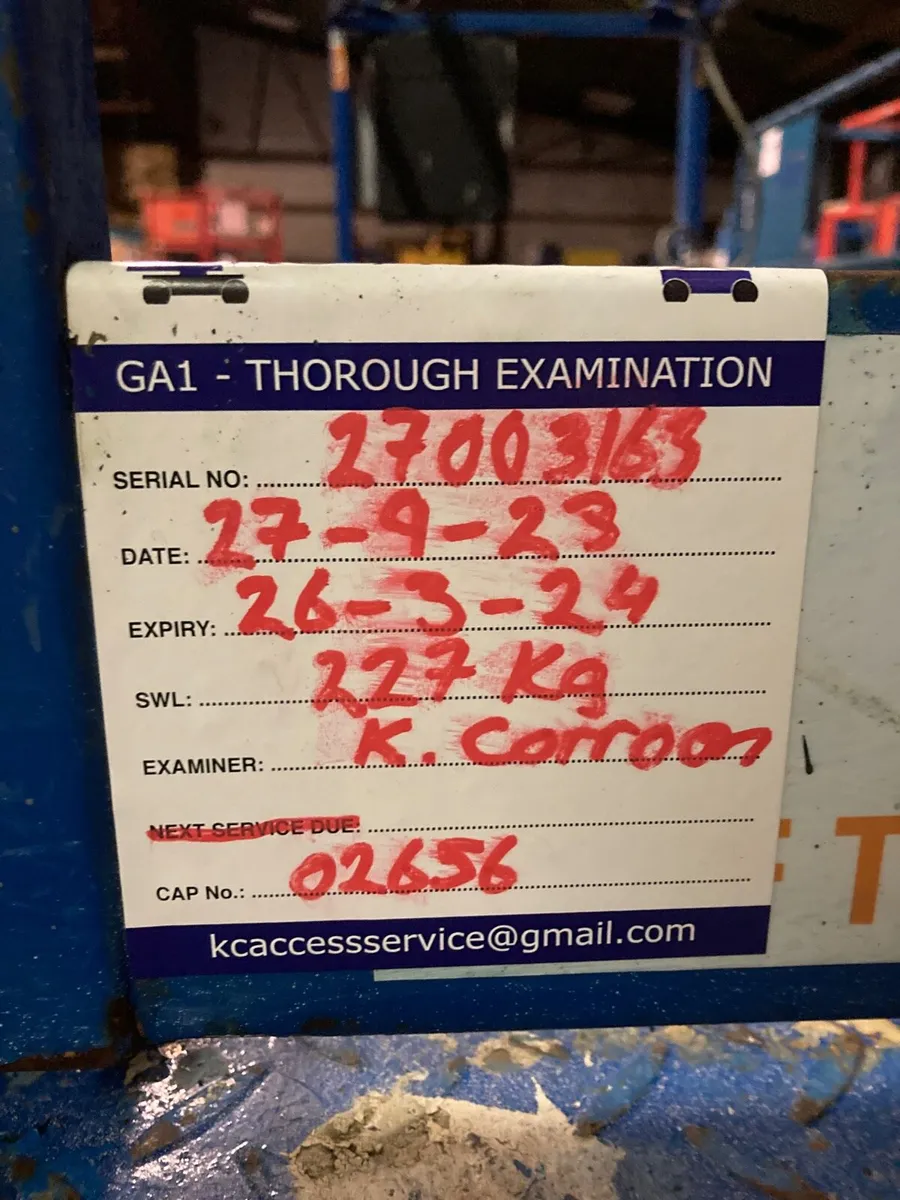 GA1 - THOROUGH EXAMINATION
SERIAL NO: 27003163
DATE: 27-9-23
EXPIRY: 26-3-24
SWL: 227 Kg
EXAMINER: K. Corroon
NEXT SERVICE DUE:
CAP No.: 02656
kcaccessservice@gmail.com